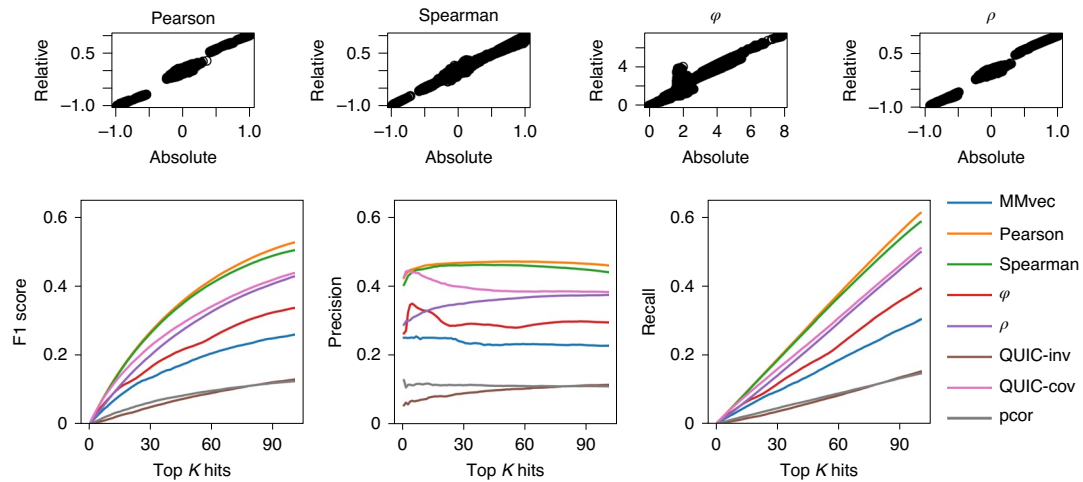 Pearson
Spearman
φ
ρ
Relative
0.5
−1.0
−1.0
0
1.0
Absolute
Relative
0.5
−1.0
−1.0
0
1.0
Absolute
Relative
4
0
0
2
4
6
8
Absolute
Relative
0.5
−1.0
−1.0
0
1.0
Absolute
F1 score
0.6
0.4
0.2
0
0
30
60
90
Top K hits
Precision
0.6
0.4
0.2
0
0
30
60
90
Top K hits
Recall
0.6
0.4
0.2
0
0
30
60
90
Top K hits
MMvec
Pearson
Spearman
φ
ρ
QUIC-inv
QUIC-cov
pcor